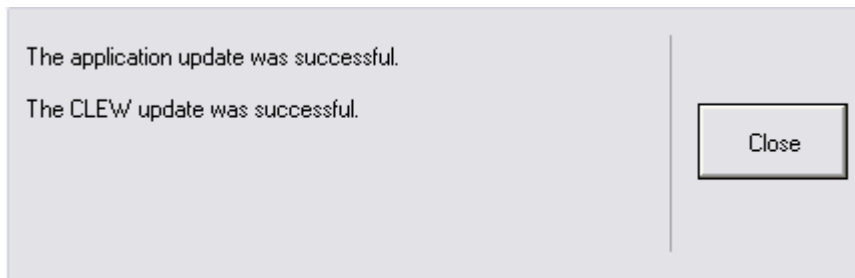 The application update was successful.
The CLEW update was successful.
Close